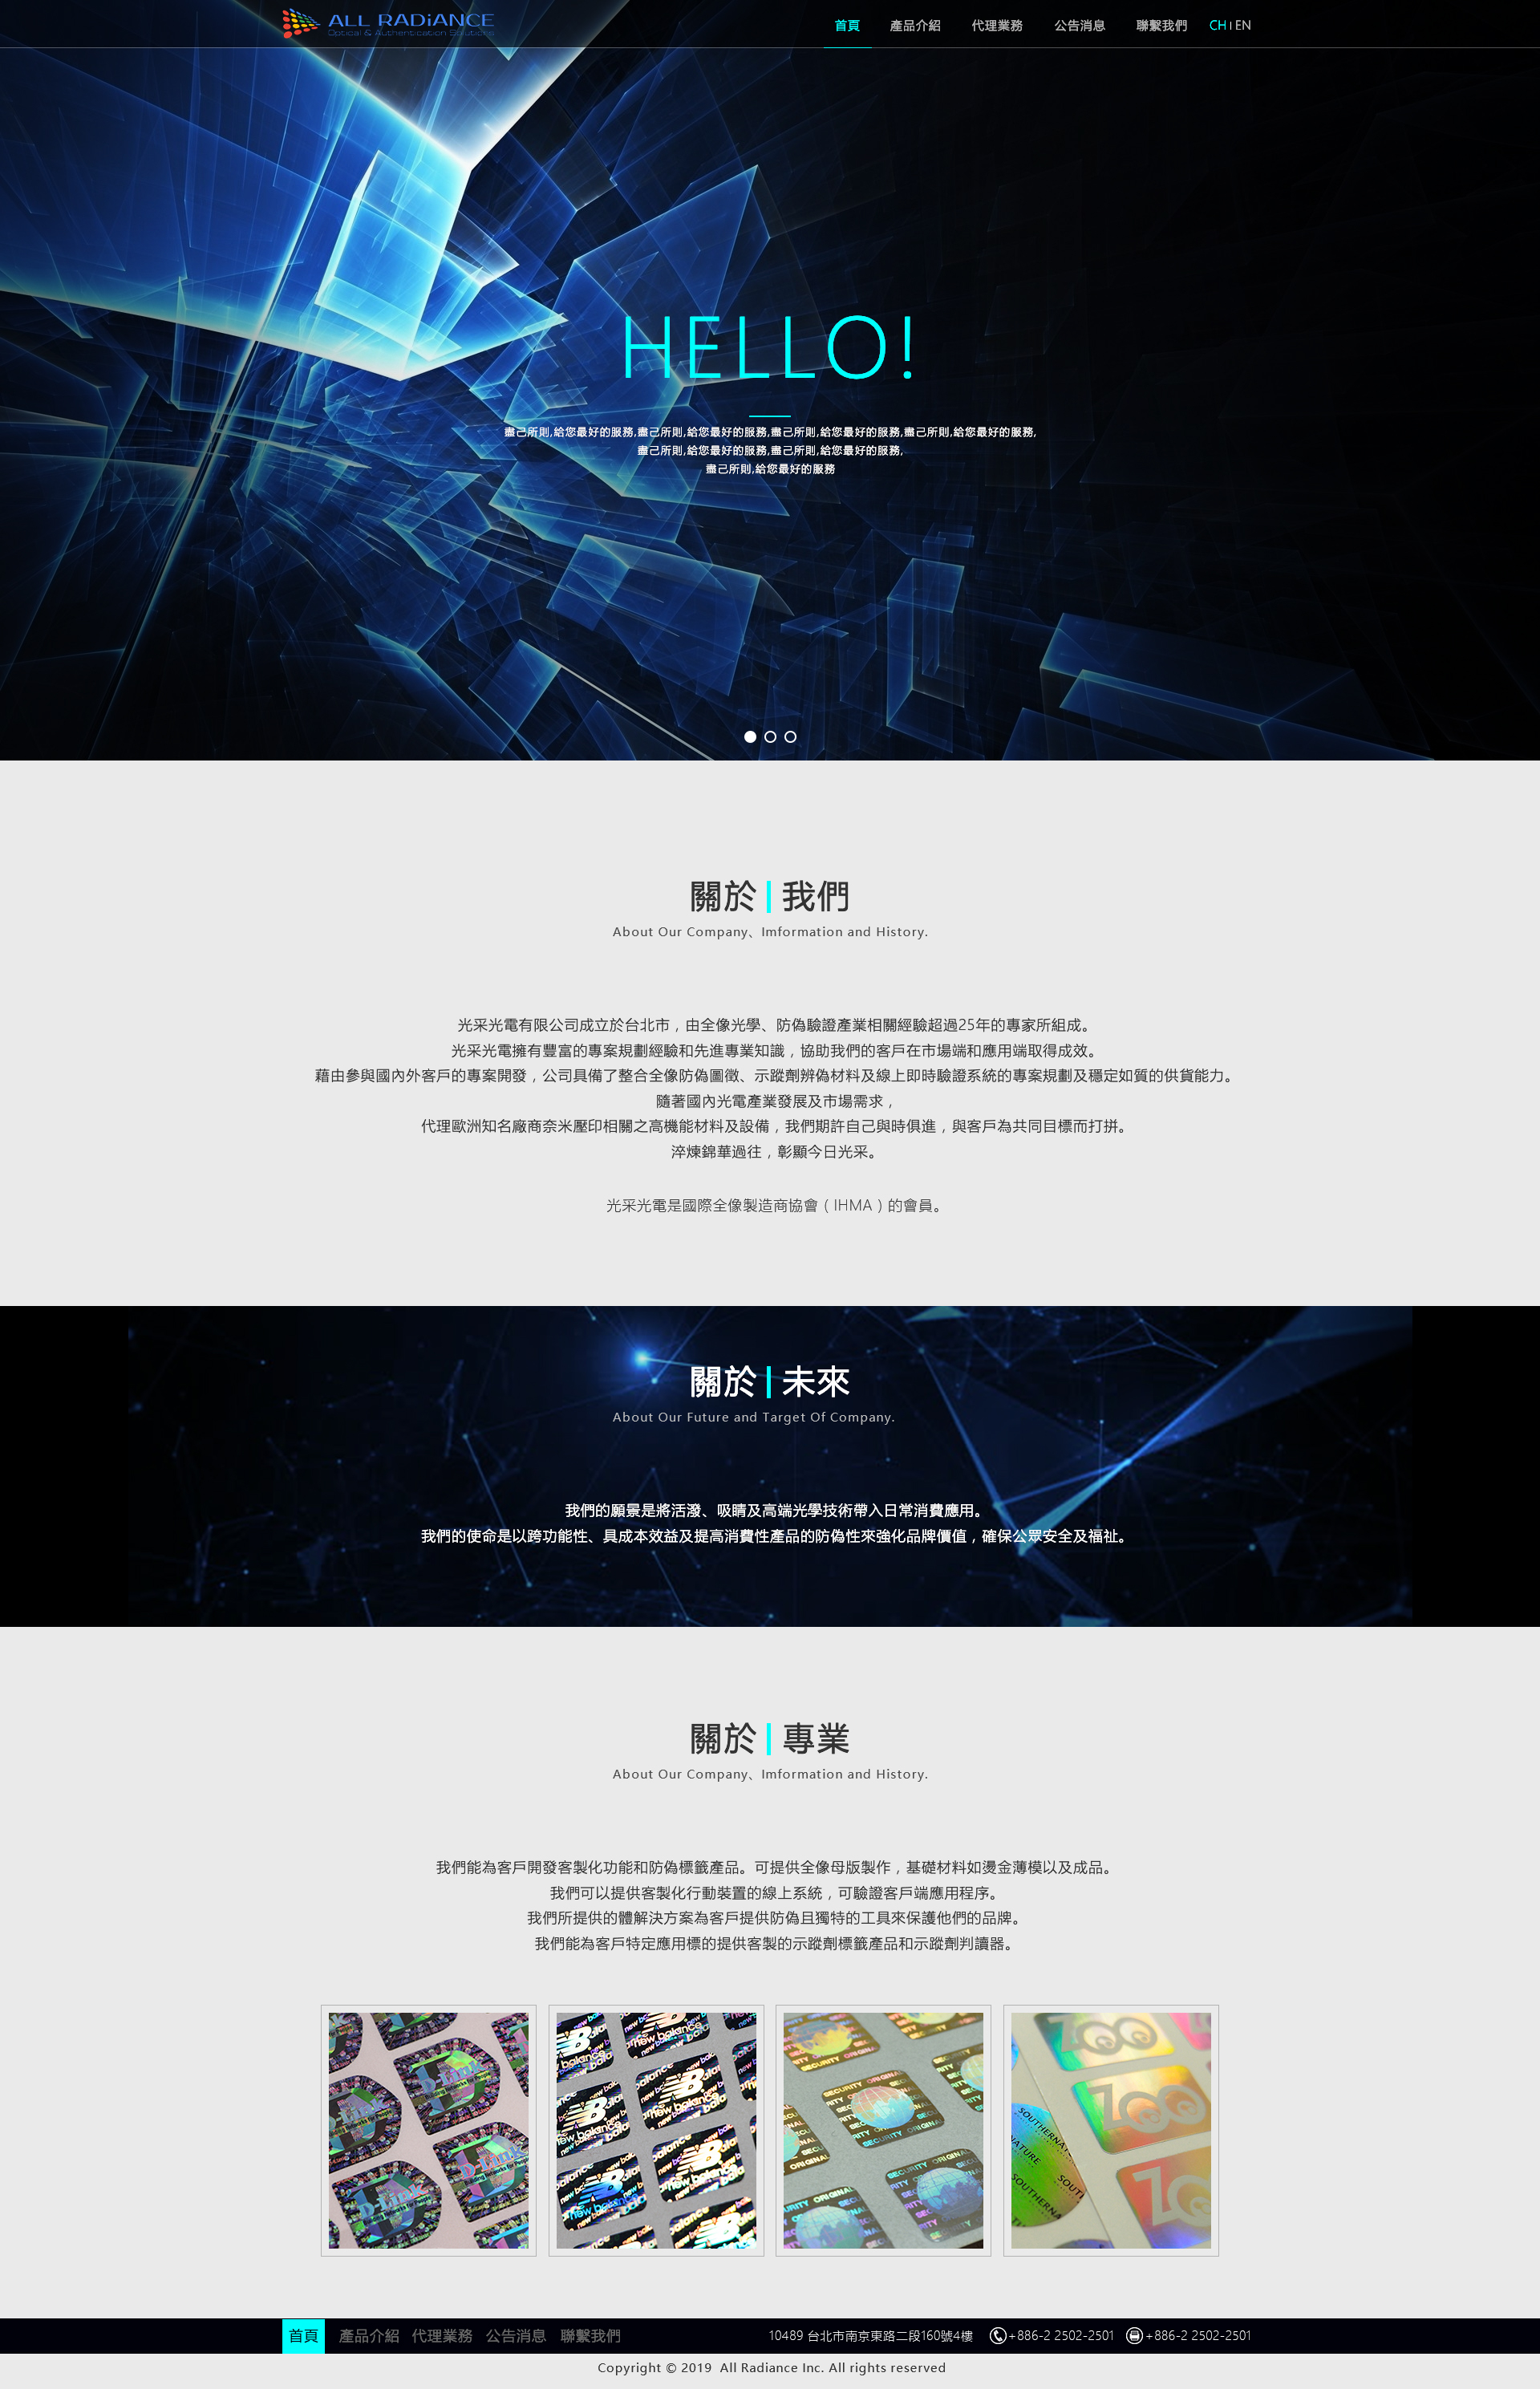 ALL RADiANCE
Optical & Authentication Solutions
首頁 產品介紹 代理業務 公告消息 聯繫我們 CH | EN
HELLO!
盡己所則,給您最好的服務,盡己所則,給您最好的服務,盡己所則,給您最好的服務,盡己所則,給您最好的服務,
盡己所則,給您最好的服務,盡己所則,給您最好的服務,
盡己所則,給您最好的服務
關於|我們
About Our Company、Imformation and History.
光采光電有限公司成立於台北市，由全像光學、防偽驗證產業相關經驗超過25年的專家所組成。
光采光電擁有豐富的專案規劃經驗和先進專業知識，協助我們的客戶在市場端和應用端取得成效。
藉由參與國內外客戶的專案開發，公司具備了整合全像防偽圖徵、示蹤劑辨偽材料及線上即時驗證系統的專案規劃及穩定如質的供貨能力。
隨著國內光電產業發展及市場需求，
代理歐洲知名廠商奈米壓印相關之高機能材料及設備，我們期許自己與時俱進，與客戶為共同目標而打拼。
淬煉錦華過往，彰顯今日光采。
光采光電是國際全像製造商協會（IHMA）的會員。
關於|未來
About Our Future and Target Of Company.
我們的願景是將活潑、吸睛及高端光學技術帶入日常消費應用。
我們的使命是以跨功能性、具成本效益及提高消費性產品的防偽性來強化品牌價值，確保公眾安全及福祉。
關於|專業
About Our Company、Imformation and History.
我們能為客戶開發客製化功能和防偽標籤產品。可提供全像母版製作，基礎材料如燙金薄模以及成品。
我們可以提供客製化行動裝置的線上系統，可驗證客戶端應用程序。
我們所提供的體解決方案為客戶提供防偽且獨特的工具來保護他們的品牌。
我們能為客戶特定應用標的提供客製的示蹤劑標籤產品和示蹤劑判讀器。
D-Link
new balance
SECURITY ORIGINAL
ZOO
SOUTHERN
NATURE
首頁 產品介紹 代理業務 公告消息 聯繫我們 10489 台北市南京東路二段160號4樓 +886-2 2502-2501 +886-2 2502-2501
Copyright © 2019 All Radiance Inc. All rights reserved